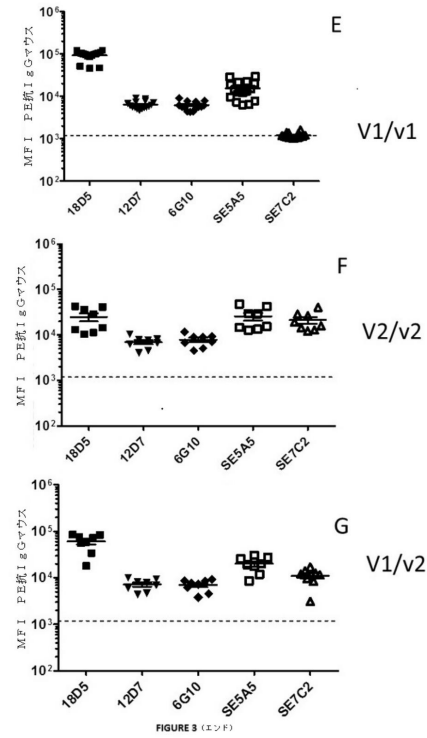 E
MFI PE抗IgGマウス
10⁶
10⁵
10⁴
10³
10²
18D5
12D7
6G10
SE5A5
SE7C2
V1/v1
F
MFI PE抗IgGマウス
10⁶
10⁵
10⁴
10³
10²
18D5
12D7
6G10
SE5A5
SE7C2
V2/v2
G
MFI PE抗IgGマウス
10⁶
10⁵
10⁴
10³
10²
18D5
12D7
6G10
SE5A5
SE7C2
V1/v2
FIGURE 3 (エンド)